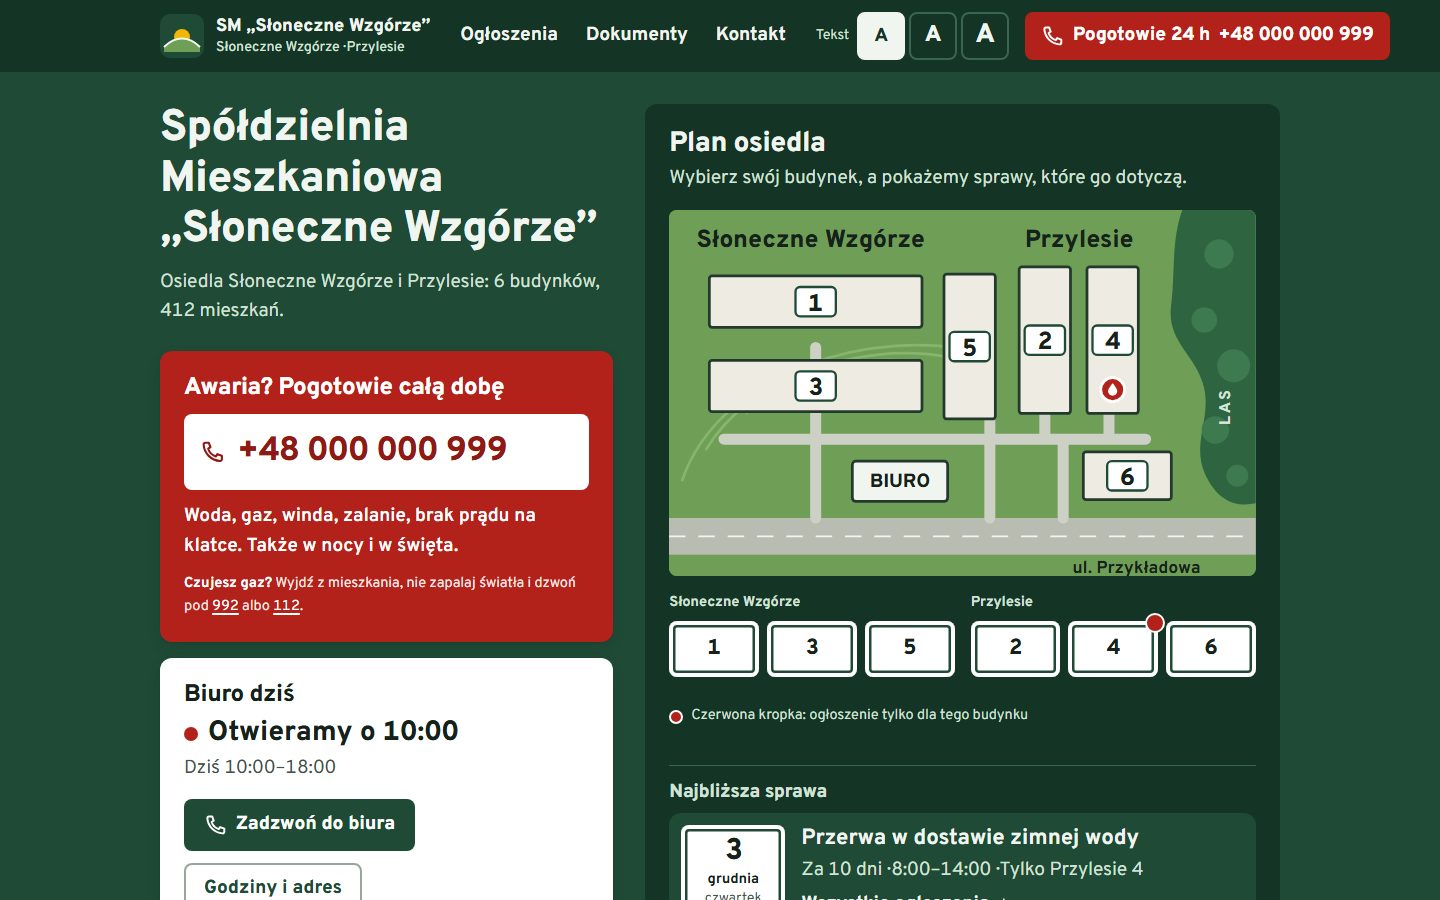 SM „Słoneczne Wzgórze”
Słoneczne Wzgórze ·Przylesie
Ogłoszenia
Dokumenty
Kontakt
Tekst
A
A
A
Pogotowie 24 h +48 000 000 999
Spółdzielnia
Mieszkaniowa
„Słoneczne Wzgórze”
Osiedla Słoneczne Wzgórze i Przylesie: 6 budynków,
412 mieszkań.
Awaria? Pogotowie całą dobę
+48 000 000 999
Woda, gaz, winda, zalanie, brak prądu na
klatce. Także w nocy i w święta.
Czujesz gaz? Wyjdź z mieszkania, nie zapalaj światła i dzwoń
pod 992 albo 112.
Biuro dziś
Otwieramy o 10:00
Dziś 10:00–18:00
Zadzwoń do biura
Godziny i adres
Plan osiedla
Wybierz swój budynek, a pokażemy sprawy, które go dotyczą.
Słoneczne Wzgórze
Przylesie
1
5
2
4
3
LAS
BIURO
6
ul. Przykładowa
Słoneczne Wzgórze
Przylesie
1
3
5
2
4
6
Czerwona kropka: ogłoszenie tylko dla tego budynku
Najbliższa sprawa
3
grudnia
czwartek
Przerwa w dostawie zimnej wody
Za 10 dni ·8:00–14:00 ·Tylko Przylesie 4
Wszystkie ogłoszenia